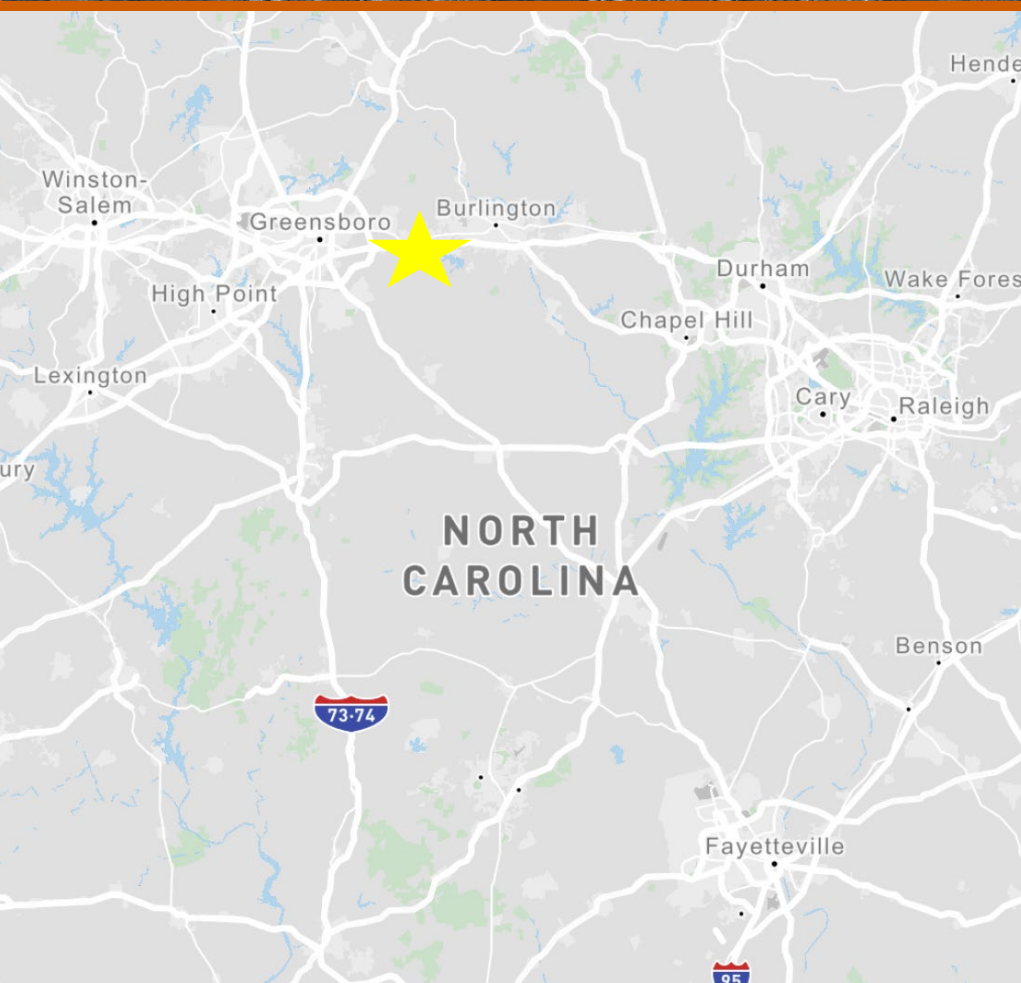 Hende
Winston-
Salem
Burlington
Greensboro
Durham
Wake Fores
High Point
Chapel Hill
Lexington
Cary
Raleigh
ury
NORTH
CAROLINA
Benson
73-74
Fayetteville
95